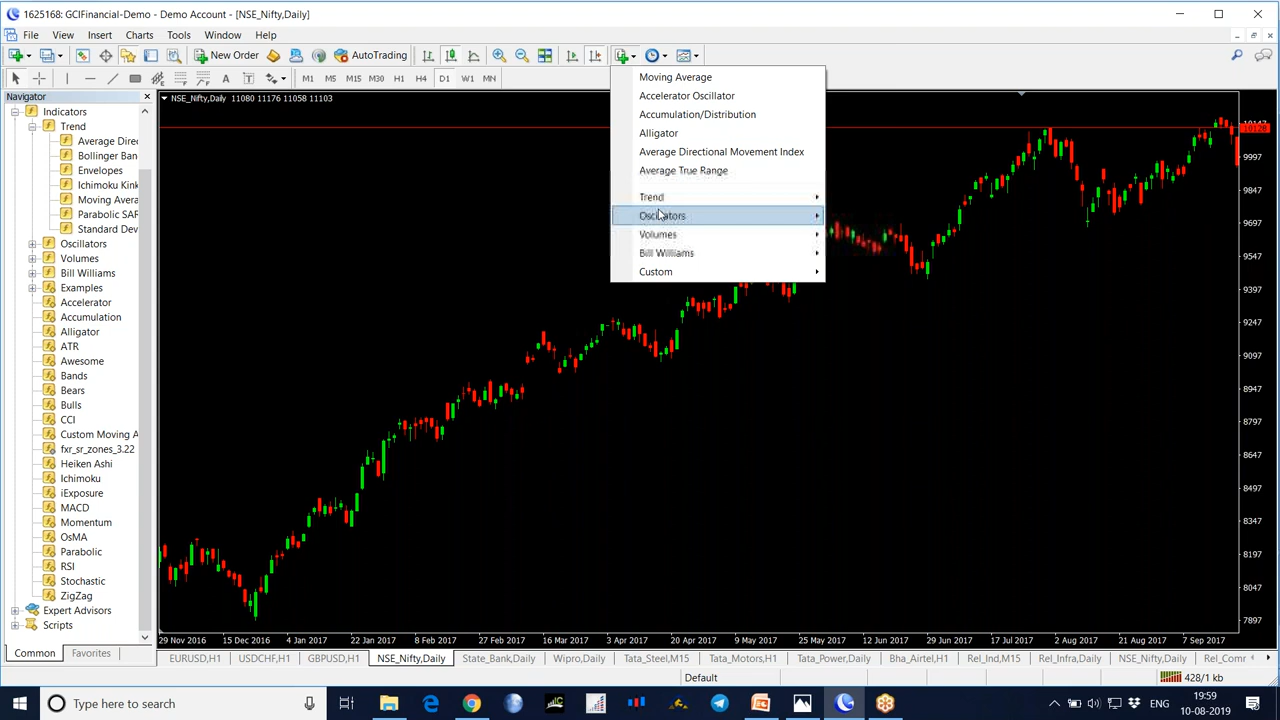 1625168: GCIFinancial-Demo - Demo Account - [NSE_Nifty,Daily]
File View Insert Charts Tools Window Help
New Order AutoTrading
A T M1 M5 M15 M30 H1 H4 D1 W1 MN
Navigator
Indicators
Trend
Average Direc
Bollinger Ban
Envelopes
Ichimoku Kink
Moving Avera
Parabolic SAR
Standard Dev
Oscillators
Volumes
Bill Williams
Examples
Accelerator
Accumulation
Alligator
ATR
Awesome
Bands
Bears
Bulls
CCI
Custom Moving A
fxr_sr_zones_3.22
Heiken Ashi
Ichimoku
iExposure
MACD
Momentum
OsMA
Parabolic
RSI
Stochastic
ZigZag
Expert Advisors
Scripts
Common Favorites
NSE_Nifty,Daily 11080 11176 11058 11103
Moving Average
Accelerator Oscillator
Accumulation/Distribution
Alligator
Average Directional Movement Index
Average True Range
Trend
Oscillators
Volumes
Bill Williams
Custom
10147
10128
9997
9847
9697
9547
9397
9247
9097
8947
8797
8647
8497
8347
8197
8047
7897
29 Nov 2016 15 Dec 2016 4 Jan 2017 22 Jan 2017 8 Feb 2017 27 Feb 2017 16 Mar 2017 3 Apr 2017 20 Apr 2017 9 May 2017 25 May 2017 12 Jun 2017 29 Jun 2017 17 Jul 2017 2 Aug 2017 21 Aug 2017 7 Sep 2017
EURUSD,H1 USDCHF,H1 GBPUSD,H1 NSE_Nifty,Daily State_Bank,Daily Wipro,Daily Tata_Steel,M15 Tata_Motors,H1 Tata_Power,Daily Bha_Airtel,H1 Rel_Ind,M15 Rel_Infra,Daily NSE_Nifty,Daily Rel_Comr
Default 428/1 kb
Type here to search
ENG
19:59
10-08-2019